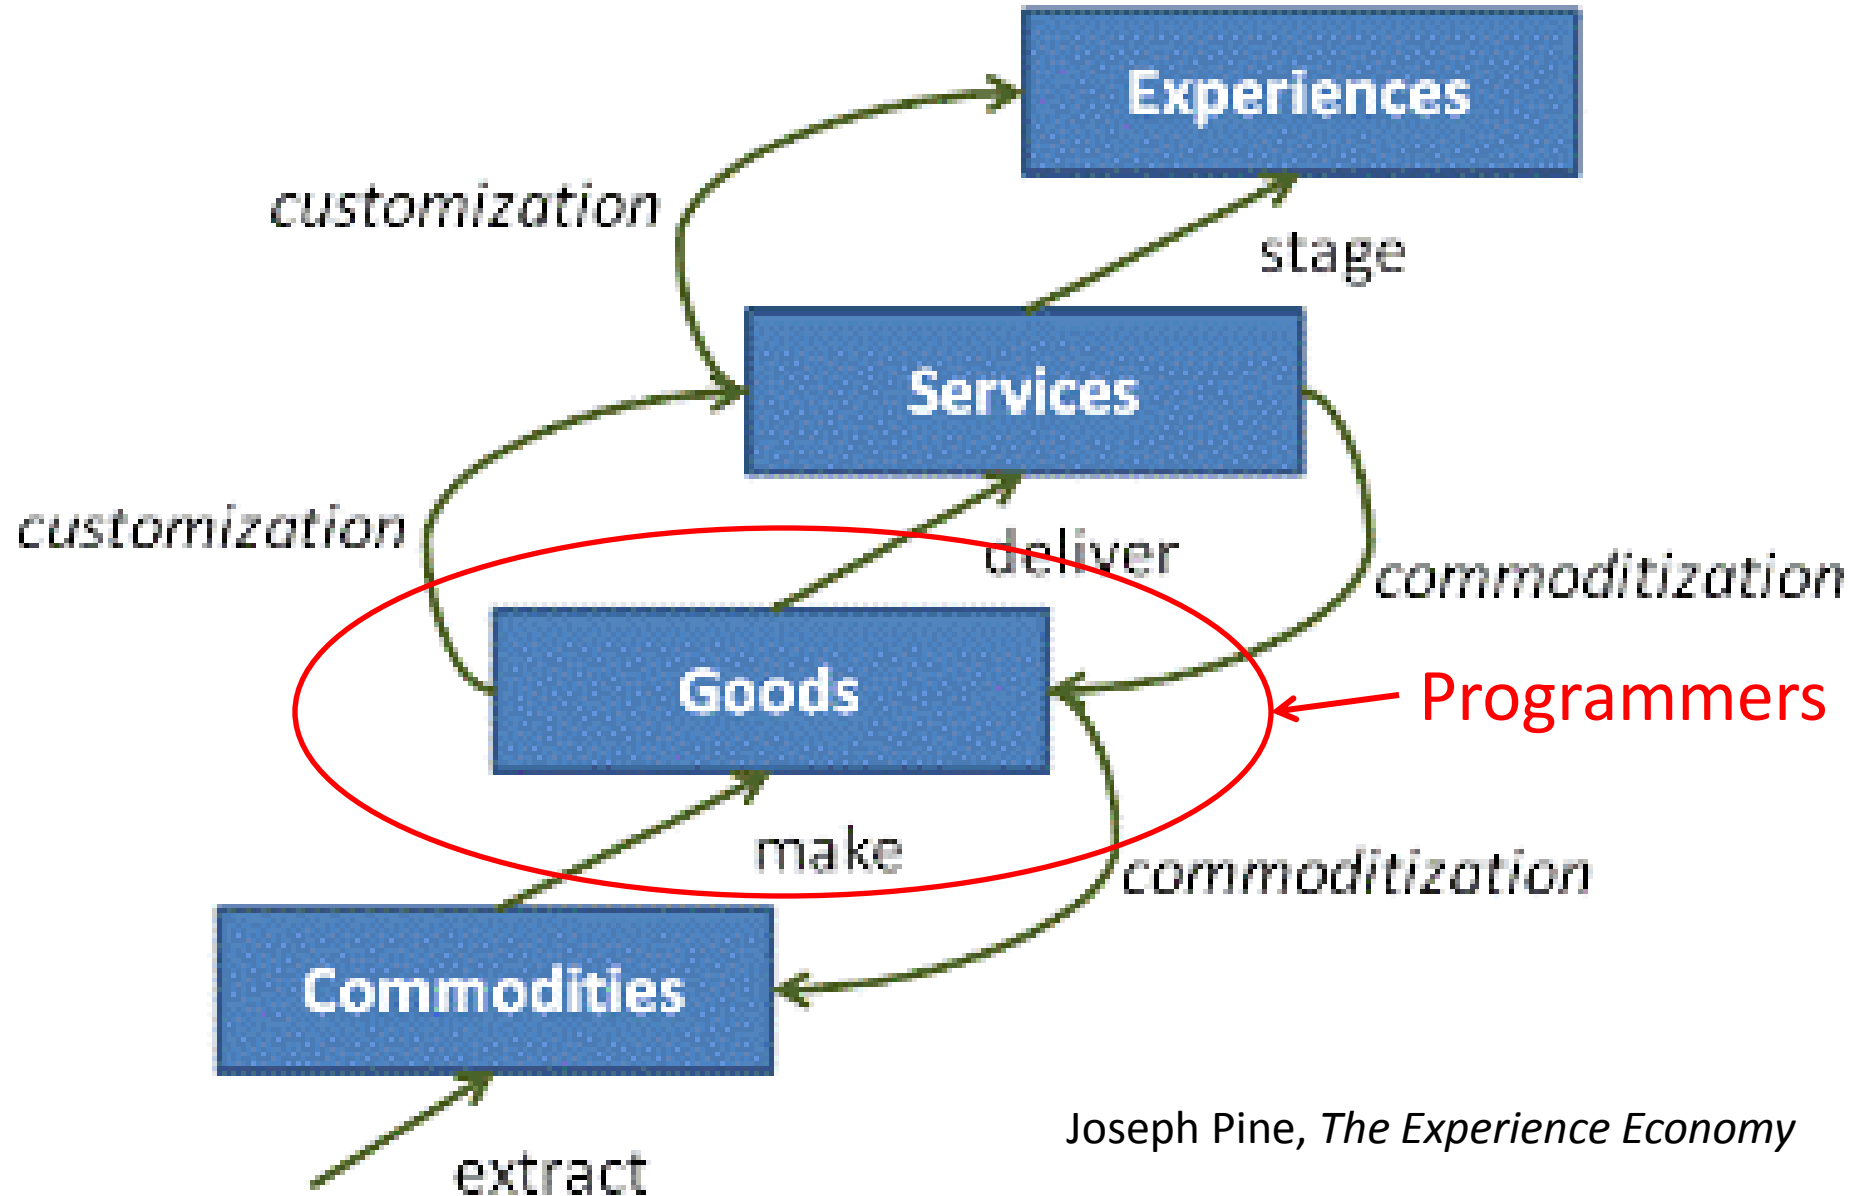 Experiences
customization
stage
Services
customization
deliver
commoditization
Goods
Programmers
make
commoditization
Commodities
Joseph Pine, The Experience Economy
extract